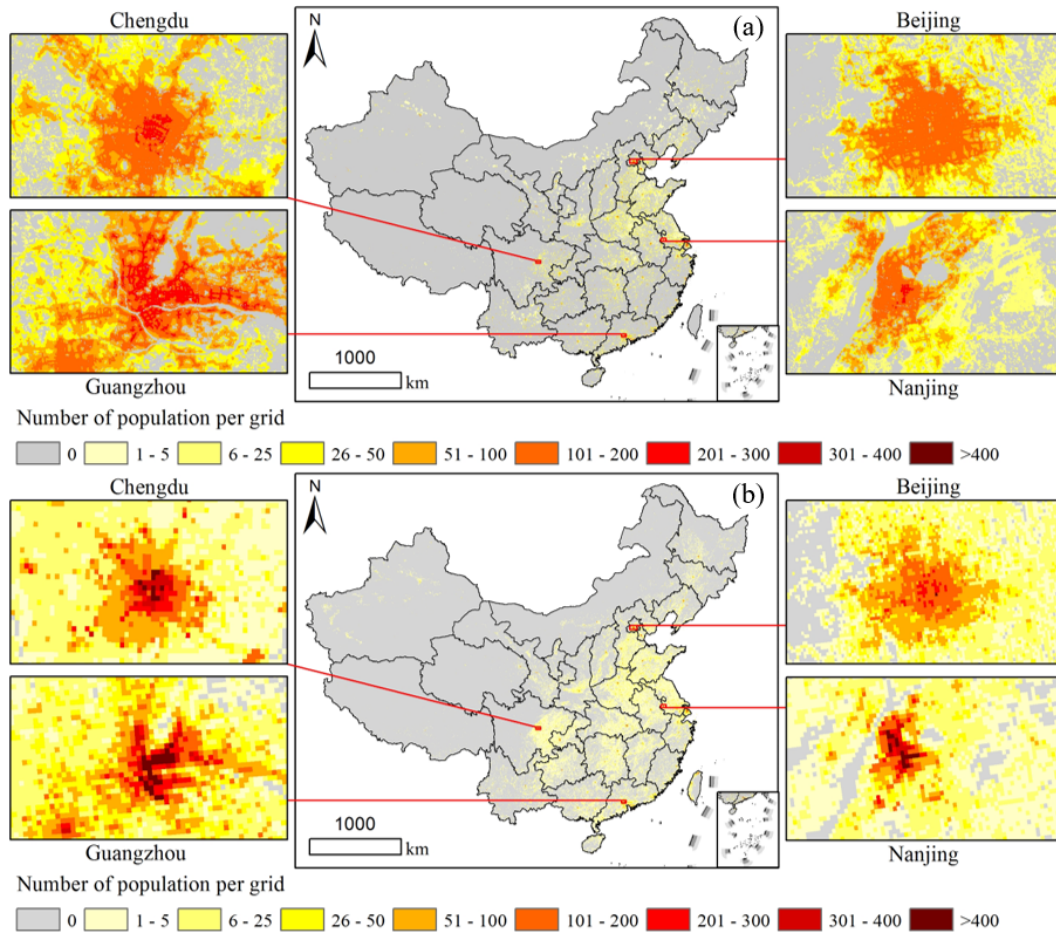 Chengdu
(a)
Beijing
N
1000
km
Guangzhou
Nanjing
Number of population per grid
0 1 - 5 6 - 25 26 - 50 51 - 100 101 - 200 201 - 300 301 - 400 >400
Chengdu
(b)
Beijing
N
1000
km
Guangzhou
Nanjing
Number of population per grid
0 1 - 5 6 - 25 26 - 50 51 - 100 101 - 200 201 - 300 301 - 400 >400